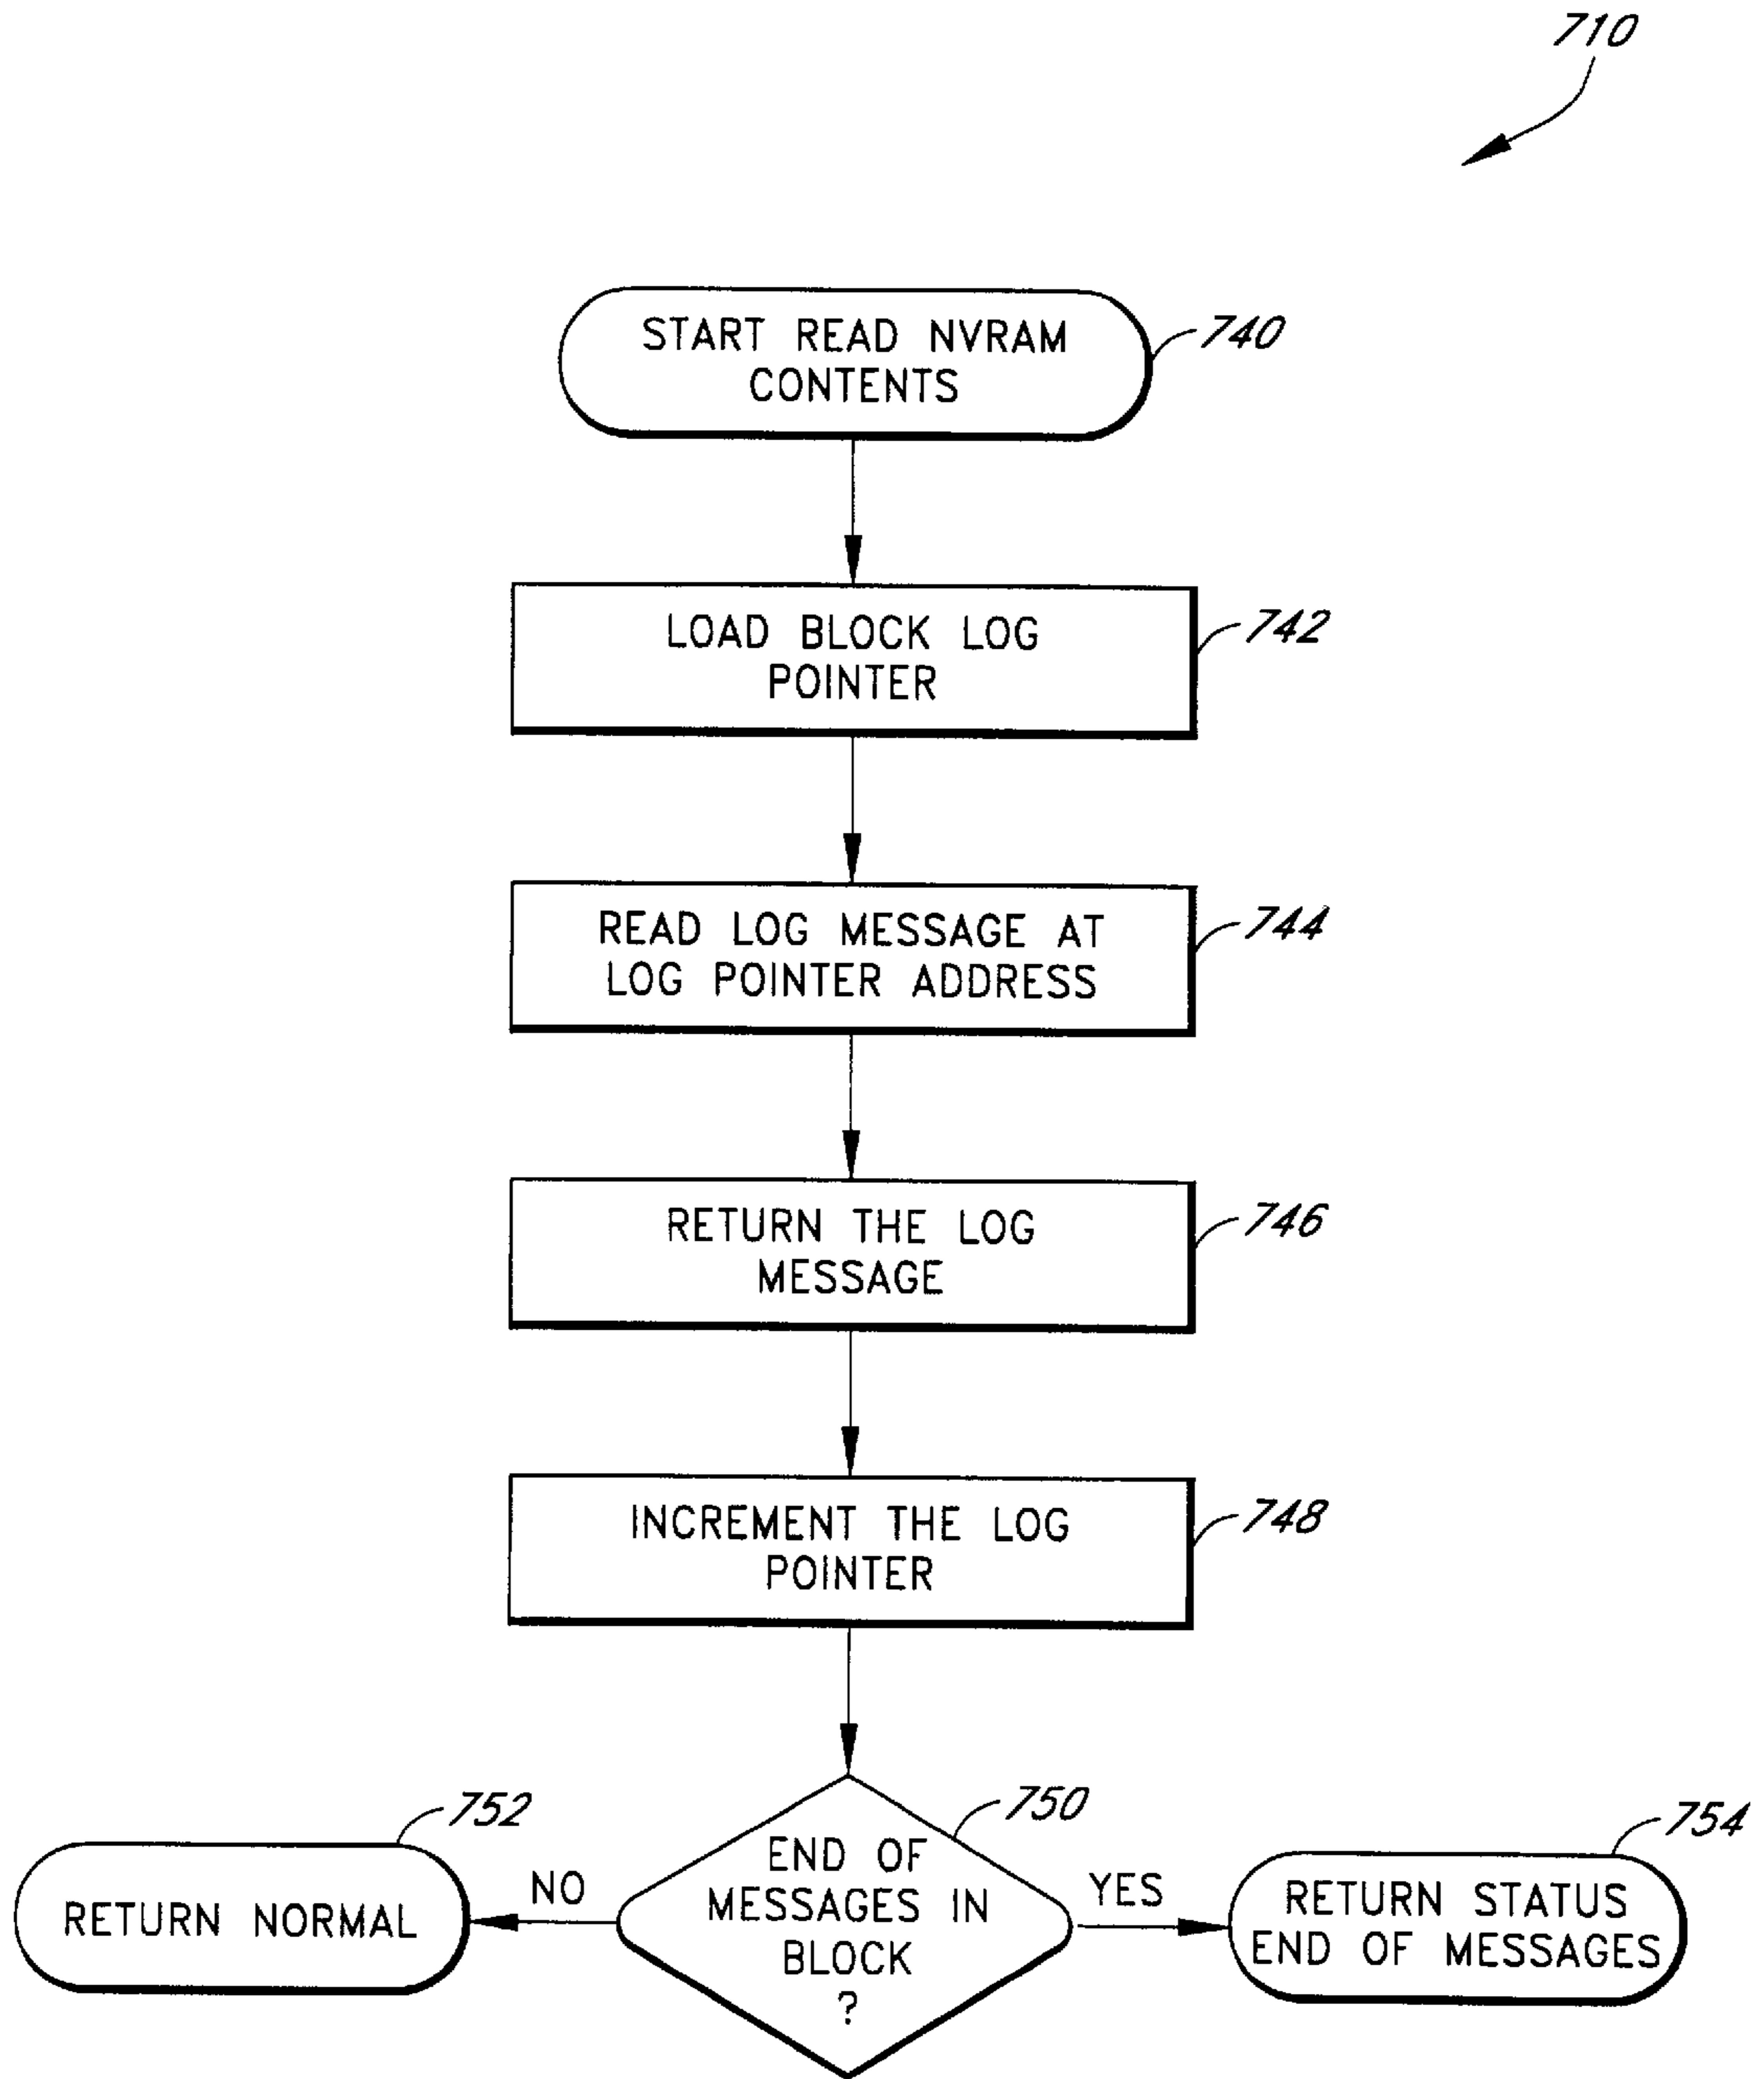 710
START READ NVRAM
CONTENTS
740
LOAD BLOCK LOG
POINTER
742
READ LOG MESSAGE AT
LOG POINTER ADDRESS
744
RETURN THE LOG
MESSAGE
746
INCREMENT THE LOG
POINTER
748
752
RETURN NORMAL
NO
750
END OF
MESSAGES IN
BLOCK
?
YES
754
RETURN STATUS
END OF MESSAGES